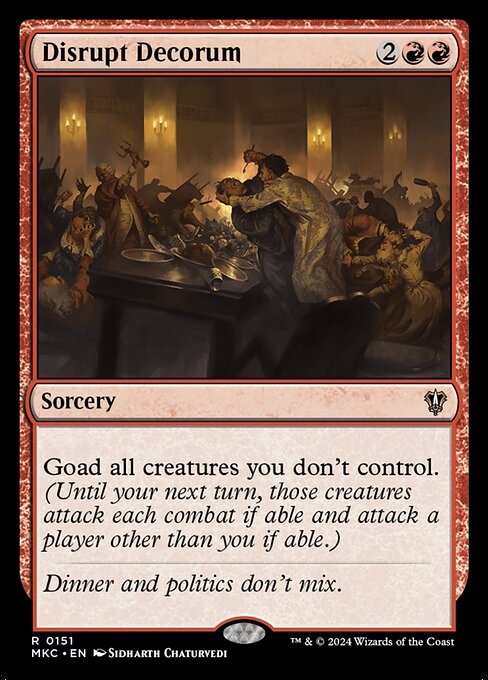 Disrupt Decorum 2
Sorcery
Goad all creatures you don't control.
(Until your next turn, those creatures
attack each combat if able and attack a
player other than you if able.)
Dinner and politics don't mix.
R 0151
™ & © 2024 Wizards of the Coast
MKC • EN Sidharth Chaturvedi